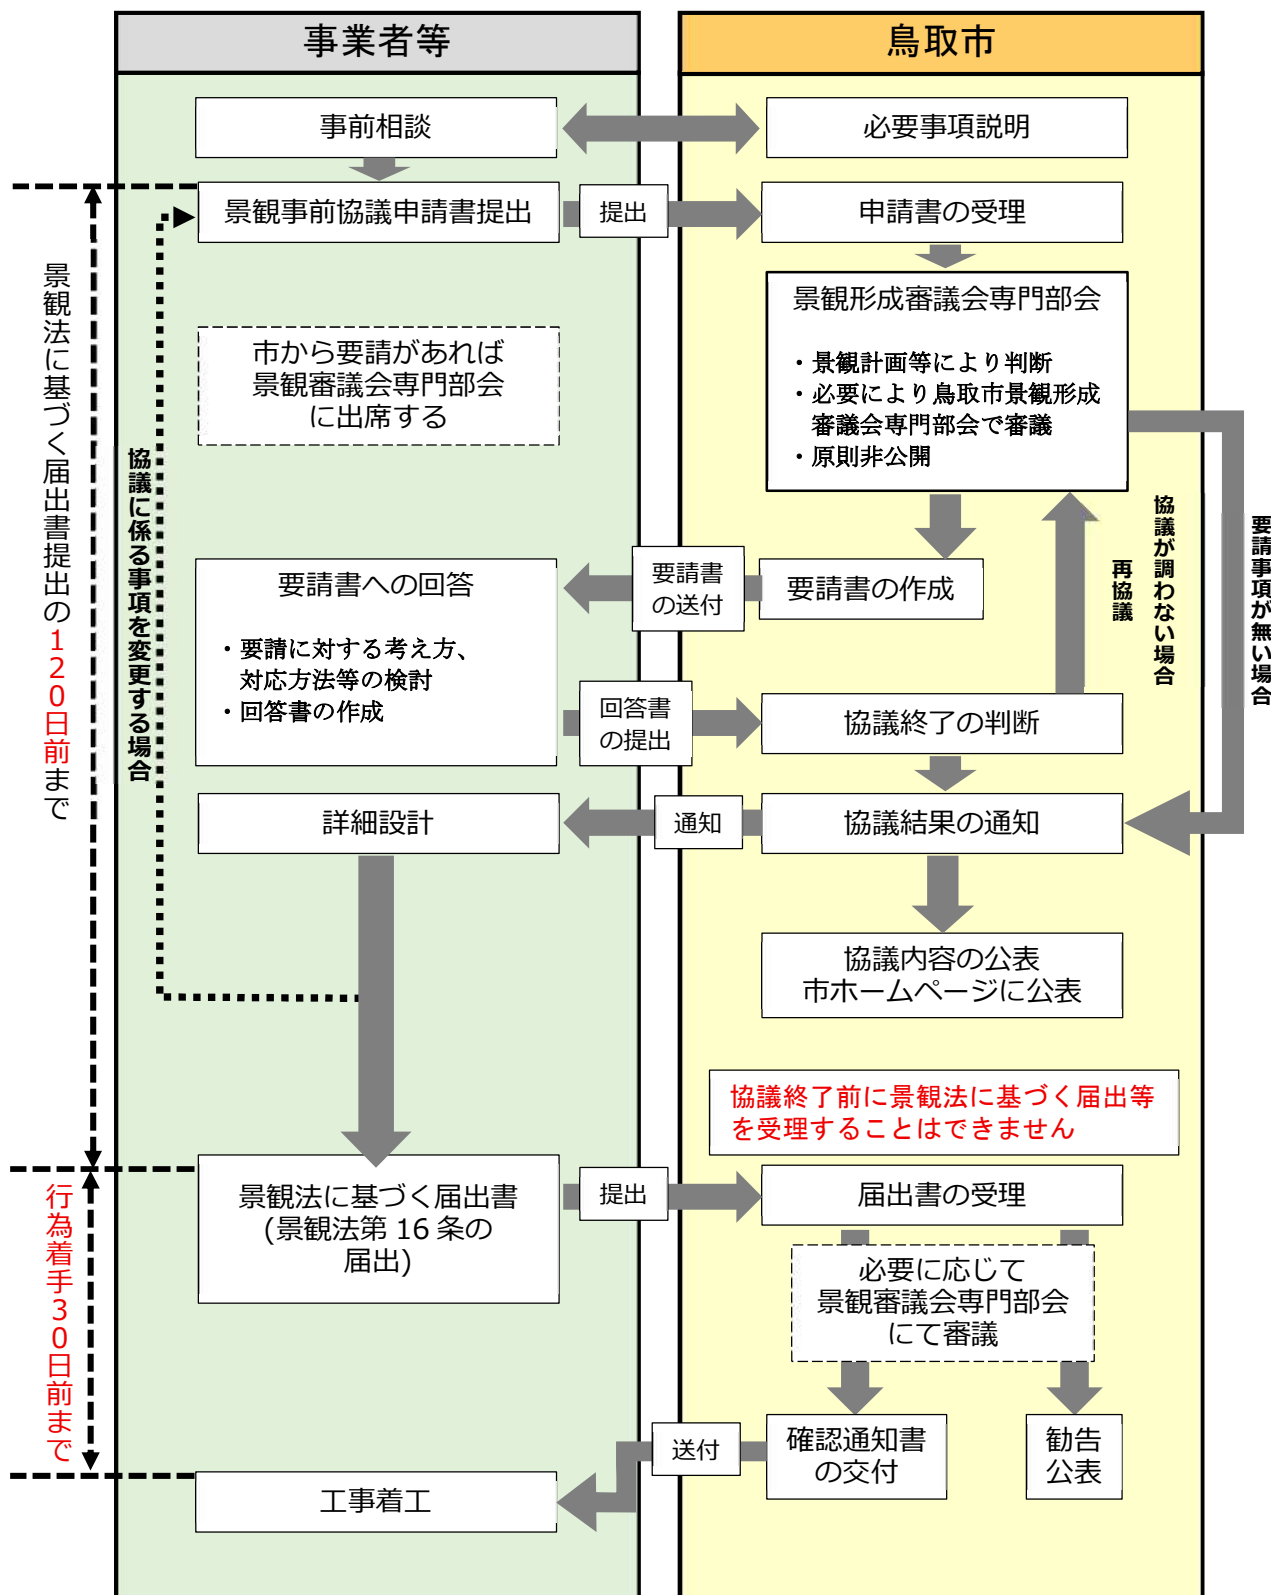 事業者等
鳥取市
事前相談
必要事項説明
景観事前協議申請書提出
提出
申請書の受理
景観形成審議会専門部会
・景観計画等により判断
・必要により鳥取市景観形成
審議会専門部会で審議
・原則非公開
市から要請があれば
景観審議会専門部会
に出席する
景観法に基づく届出書提出の120日前まで
協議に係る事項を変更する場合
要請事項が無い場合
協議が調わない場合
再協議
要請書への回答
・要請に対する考え方、
対応方法等の検討
・回答書の作成
要請書
の送付
要請書の作成
回答書
の提出
協議終了の判断
詳細設計
通知
協議結果の通知
協議内容の公表
市ホームページに公表
協議終了前に景観法に基づく届出等
を受理することはできません
行為着手30日前まで
景観法に基づく届出書
(景観法第 16 条の
届出)
提出
届出書の受理
必要に応じて
景観審議会専門部会
にて審議
送付
確認通知書
の交付
勧告
公表
工事着工